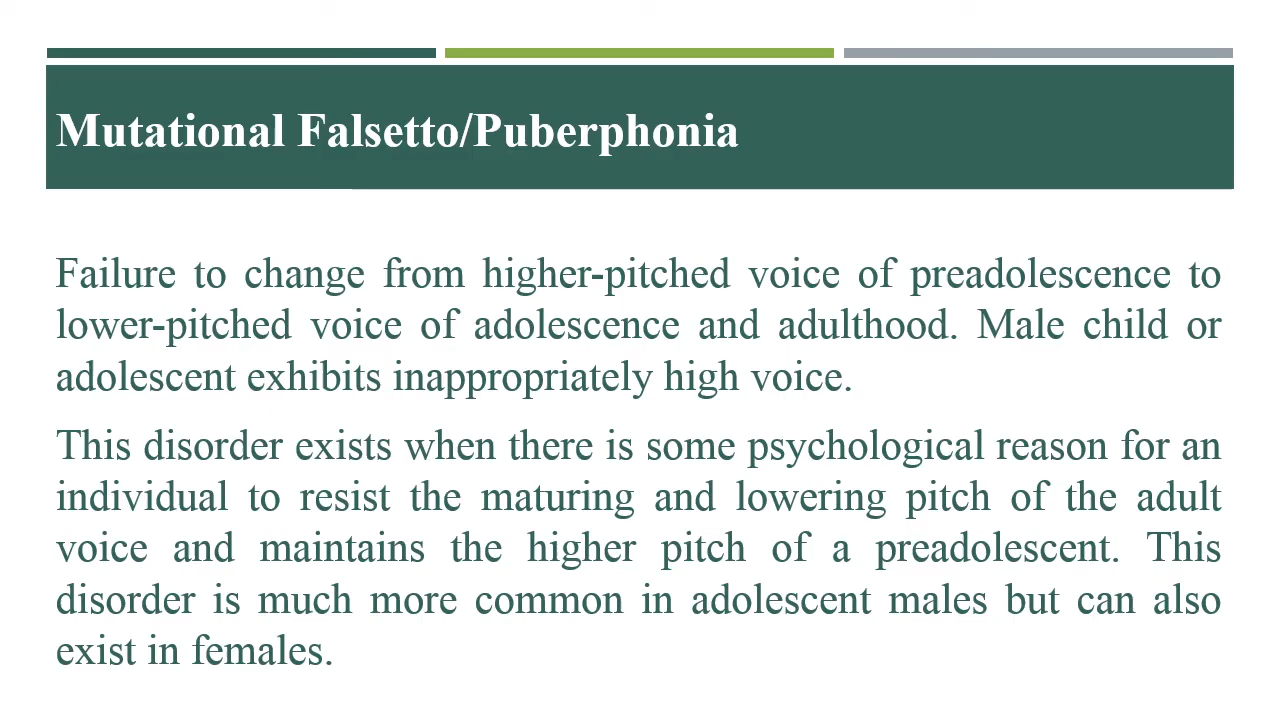 Mutational Falsetto/Puberphonia
Failure to change from higher-pitched voice of preadolescence to
lower-pitched voice of adolescence and adulthood. Male child or
adolescent exhibits inappropriately high voice.
This disorder exists when there is some psychological reason for an
individual to resist the maturing and lowering pitch of the adult
voice and maintains the higher pitch of a preadolescent. This
disorder is much more common in adolescent males but can also
exist in females.